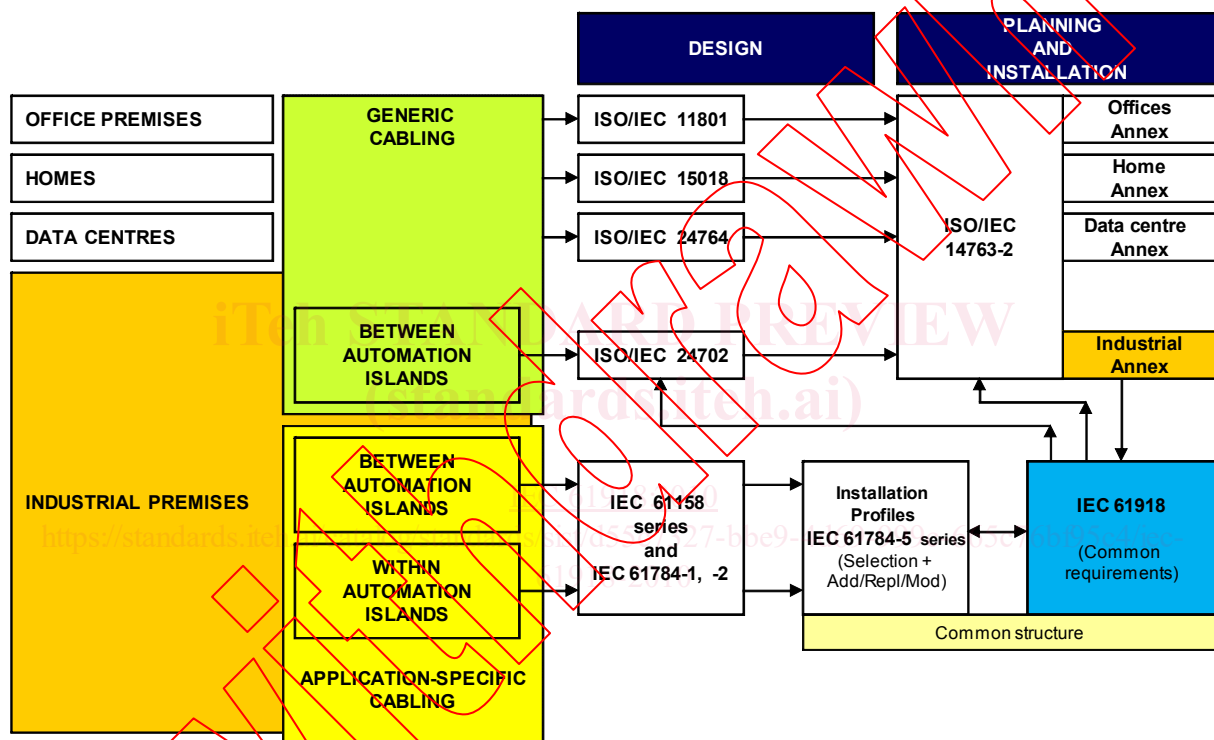 DESIGN
PLANNING
AND
INSTALLATION
OFFICE PREMISES
GENERIC
CABLING
ISO/IEC 11801
Offices
Annex
HOMES
ISO/IEC 15018
Home
Annex
DATA CENTRES
ISO/IEC 24764
ISO/IEC
14763-2
Data centre
Annex
iTeh STANDARD PREVIEW
BETWEEN
AUTOMATION
ISLANDS
ISO/IEC 24702
Industrial
Annex
(standards.iteh.ai)
INDUSTRIAL PREMISES
BETWEEN
AUTOMATION
ISLANDS
WITHIN
AUTOMATION
ISLANDS
APPLICATION-SPECIFIC
CABLING
IEC 61158
series
and
IEC 61784-1, -2
Installation
Profiles
IEC 61784-5 series
(Selection +
Add/Repl/Mod)
IEC 61918
(Common
requirements)
Common structure